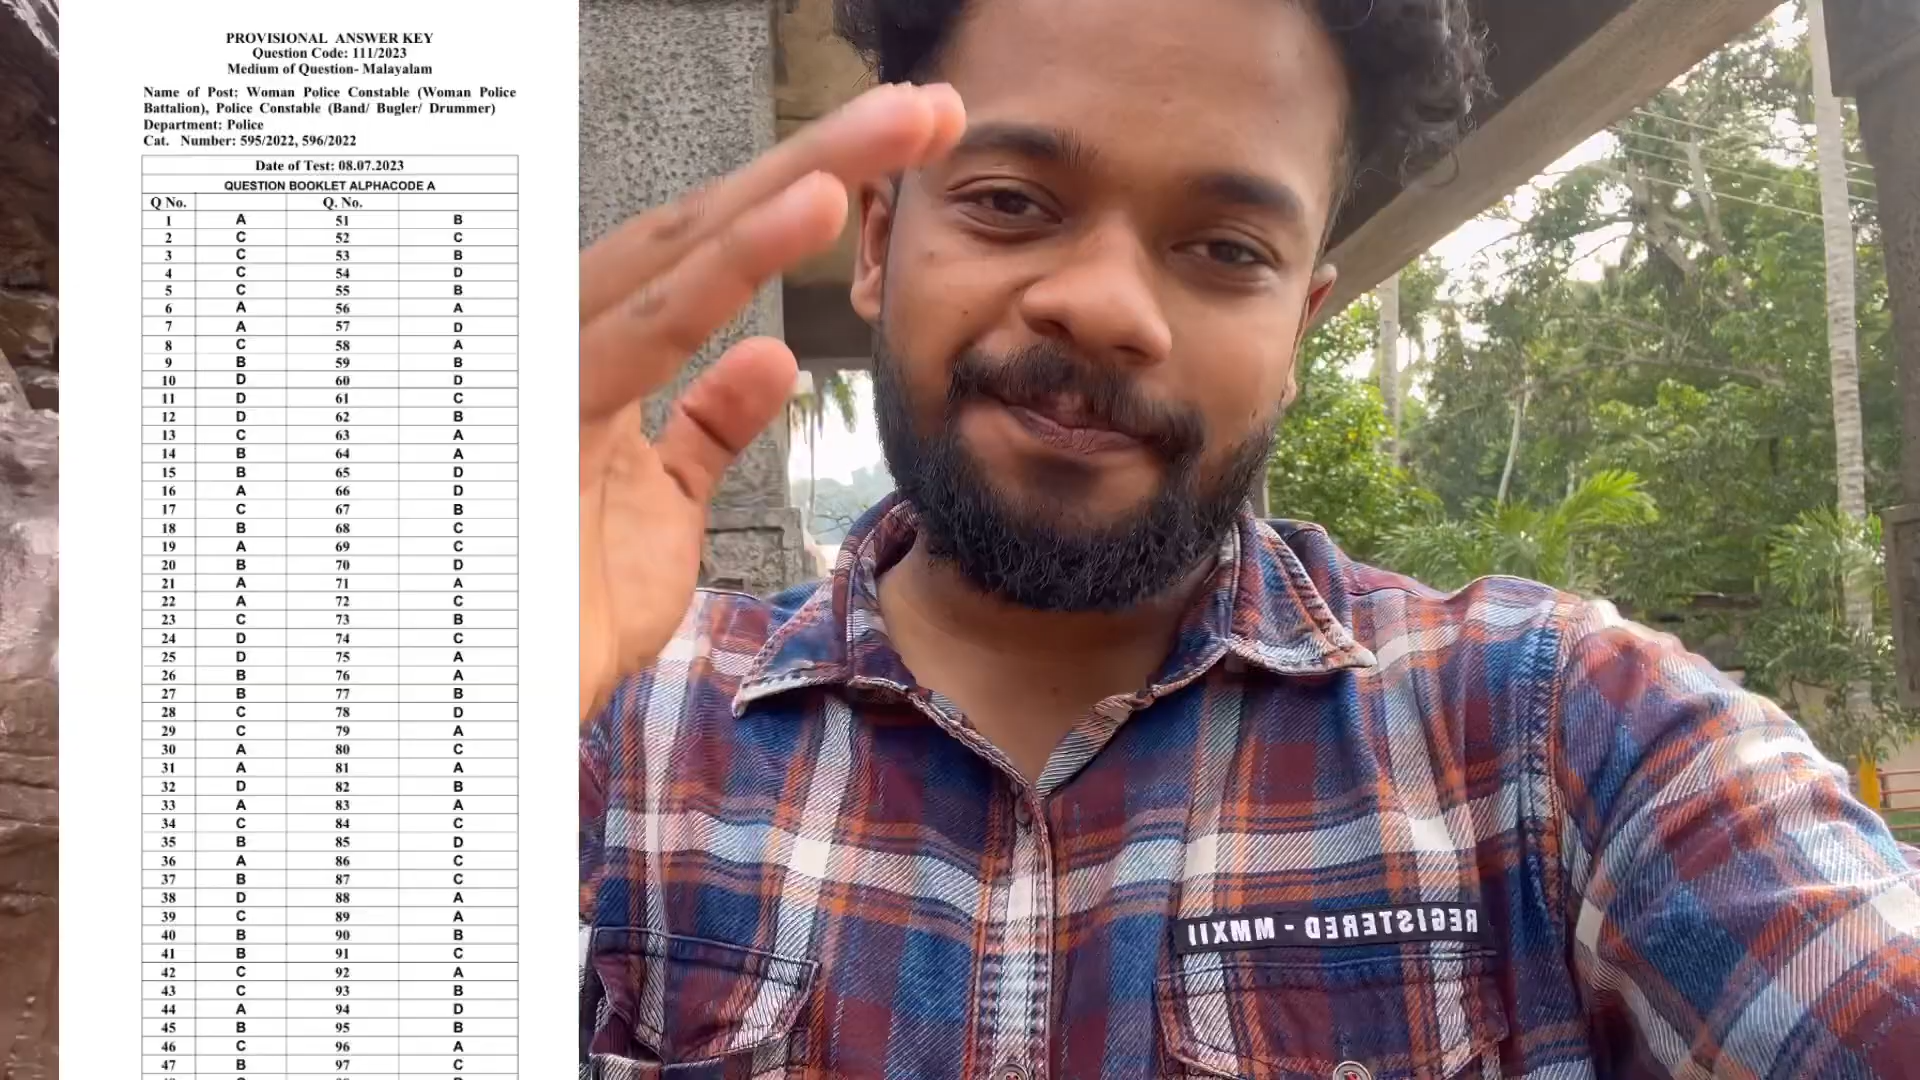 PROVISIONAL ANSWER KEY
Question Code: 111/2023
Medium of Question- Malayalam
Name of Post: Woman Police Constable (Woman Police
Battalion), Police Constable (Band/ Bugler/ Drummer)
Department: Police
Cat. Number: 595/2022, 596/2022
Date of Test: 08.07.2023
QUESTION BOOKLET ALPHACODE A
Q No. Q. No.
1 A 51 B
2 C 52 C
3 C 53 B
4 C 54 D
5 C 55 B
6 A 56 A
7 A 57 D
8 C 58 A
9 B 59 B
10 D 60 D
11 D 61 C
12 D 62 B
13 C 63 A
14 B 64 A
15 B 65 D
16 A 66 D
17 C 67 B
18 B 68 C
19 A 69 C
20 B 70 D
21 A 71 A
22 A 72 C
23 C 73 B
24 D 74 C
25 D 75 A
26 B 76 A
27 B 77 B
28 C 78 D
29 C 79 A
30 A 80 C
31 A 81 A
32 D 82 B
33 A 83 A
34 C 84 C
35 B 85 D
36 A 86 C
37 B 87 C
38 D 88 A
39 C 89 A
40 B 90 B
41 B 91 C
42 C 92 A
43 C 93 B
44 A 94 D
45 B 95 B
46 C 96 A
47 B 97 C
REGISTERED - MMXII